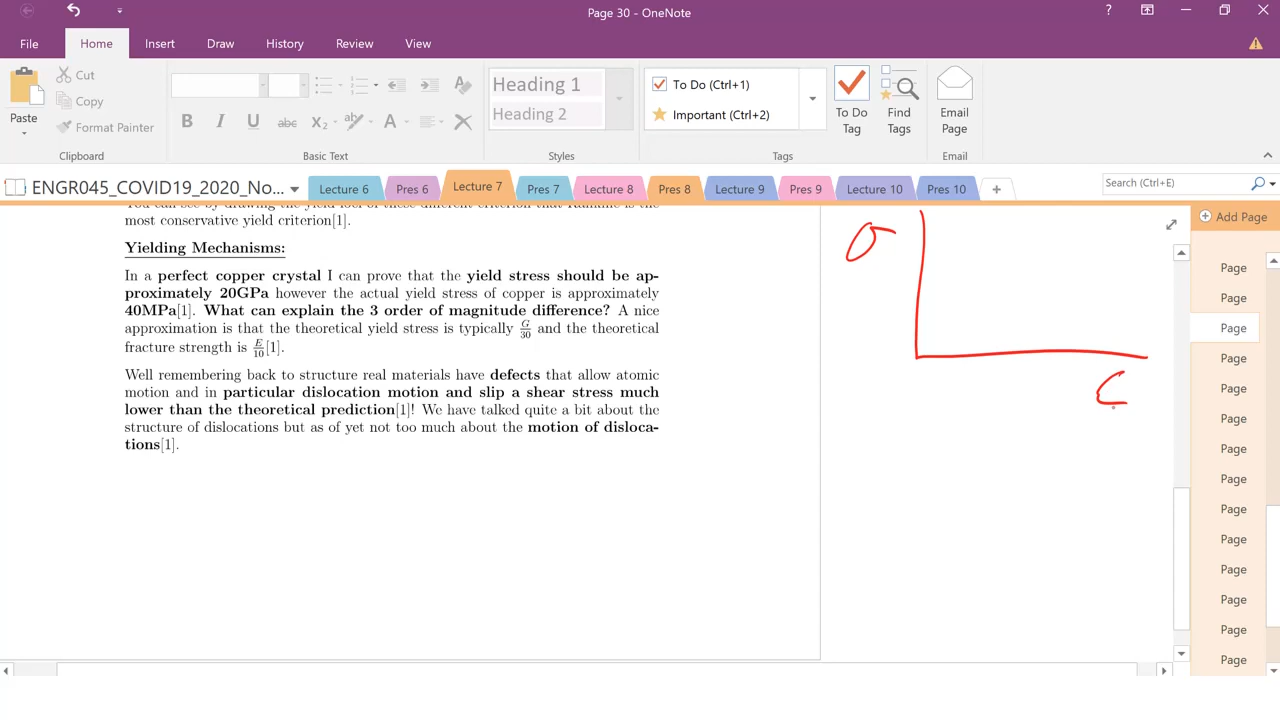 Page 30 - OneNote
?
File
Home
Insert
Draw
History
Review
View
Paste
Cut
Copy
Format Painter
Clipboard
B I U abc X₂ A
Basic Text
Heading 1
Heading 2
Styles
To Do (Ctrl+1)
Important (Ctrl+2)
To Do
Tag
Find
Tags
Tags
Email
Page
Email
ENGR045_COVID19_2020_No...
Lecture 6
Pres 6
Lecture 7
Pres 7
Lecture 8
Pres 8
Lecture 9
Pres 9
Lecture 10
Pres 10
Search (Ctrl+E)
most conservative yield criterion[1].
Yielding Mechanisms:
In a perfect copper crystal I can prove that the yield stress should be ap-
proximately 20GPa however the actual yield stress of copper is approximately
40MPa[1]. What can explain the 3 order of magnitude difference? A nice
approximation is that the theoretical yield stress is typically G/30 and the theoretical
fracture strength is E/10[1].
Well remembering back to structure real materials have defects that allow atomic
motion and in particular dislocation motion and slip a shear stress much
lower than the theoretical prediction[1]! We have talked quite a bit about the
structure of dislocations but as of yet not too much about the motion of disloca-
tions[1].
σ
Add Page
Page
Page
Page
Page
Page
Page
Page
Page
Page
Page
Page
Page
Page
Page